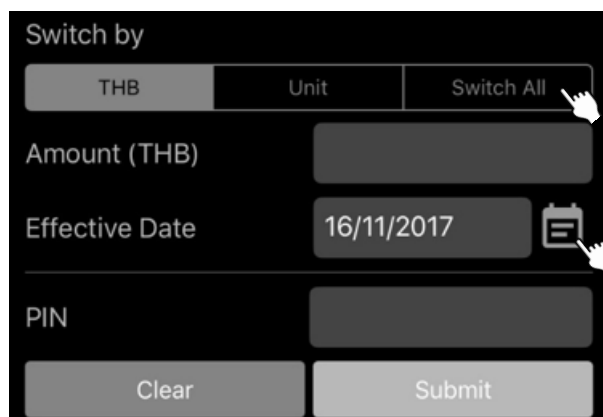 Switch by
THB Unit Switch All
Amount (THB)
Effective Date 16/11/2017
PIN
Clear Submit